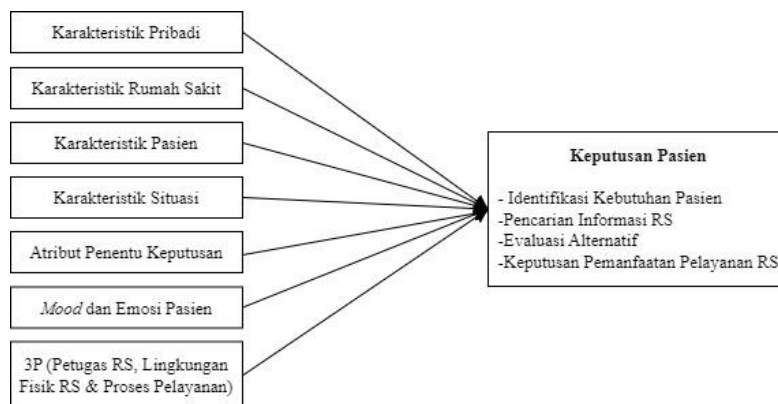 Karakteristik Pribadi
Karakteristik Rumah Sakit
Karakteristik Pasien
Karakteristik Situasi
Atribut Penentu Keputusan
Mood dan Emosi Pasien
3P (Petugas RS, Lingkungan
Fisik RS & Proses Pelayanan)
Keputusan Pasien
- Identifikasi Kebutuhan Pasien
-Pencarian Informasi RS
-Evaluasi Alternatif
-Keputusan Pemanfaatan Pelayanan RS